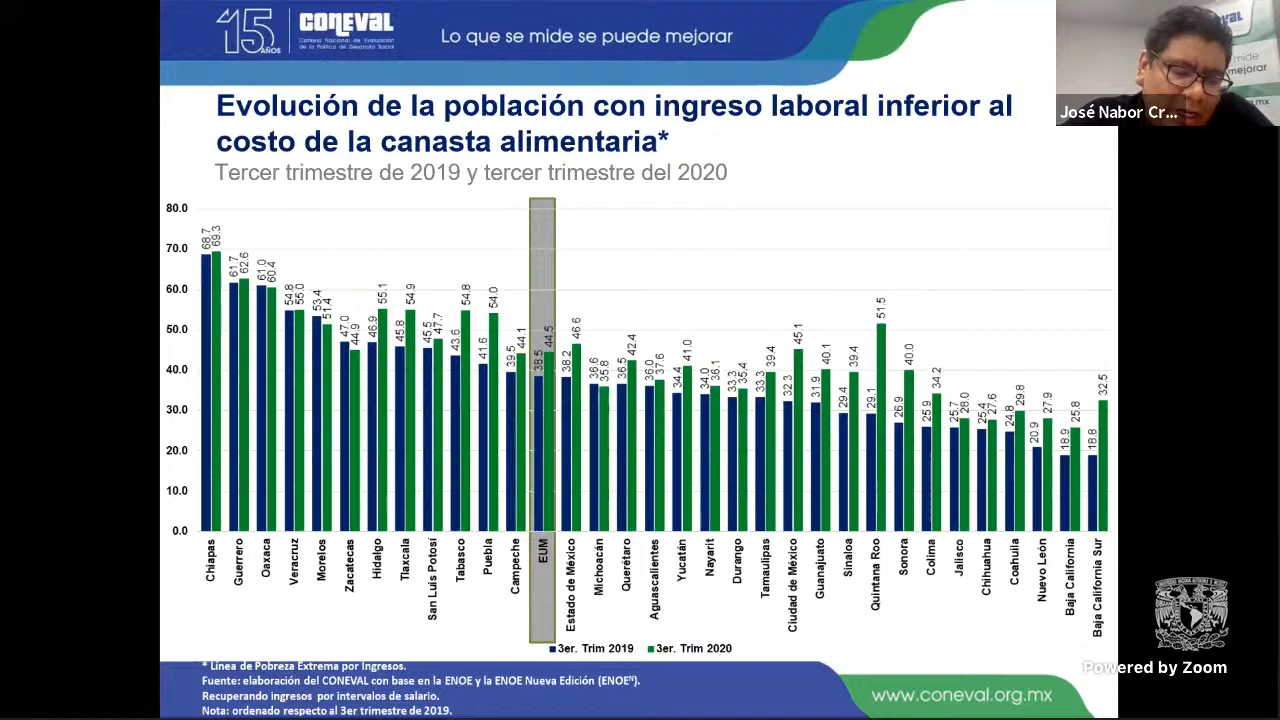 15
AÑOS
CONEVAL
Consejo Nacional de Evaluación
de la Política de Desarrollo Social
Lo que se mide se puede mejorar
mide
mejorar
José Nabor Cr...
Evolución de la población con ingreso laboral inferior al
costo de la canasta alimentaria*
Tercer trimestre de 2019 y tercer trimestre del 2020
80.0
70.0
60.0
50.0
40.0
30.0
20.0
10.0
0.0
68.7 69.3
61.7 62.6
61.0 60.4
54.8 55.0
53.4 51.4
47.0 44.9
46.9 55.1
45.8 54.9
45.5 47.7
43.6 54.8
41.6 54.0
39.5 44.1
38.5 44.5
38.2 46.6
36.6 35.8
36.5 42.4
36.0 37.6
34.4 41.0
34.0 36.1
33.3 35.4
33.3 39.4
32.3 45.1
31.9 40.1
29.4 39.4
29.1 51.5
26.9 40.0
25.9 34.2
25.7 28.0
25.4 27.6
24.8 29.8
20.9 27.9
18.9 25.8
18.8 32.5
Chiapas
Guerrero
Oaxaca
Veracruz
Morelos
Zacatecas
Hidalgo
Tlaxcala
San Luis Potosí
Tabasco
Puebla
Campeche
EUM
Estado de México
Michoacán
Querétaro
Aguascalientes
Yucatán
Nayarit
Durango
Tamaulipas
Ciudad de México
Guanajuato
Sinaloa
Quintana Roo
Sonora
Colima
Jalisco
Chihuahua
Coahuila
Nuevo León
Baja California
Baja California Sur
3er. Trim 2019 3er. Trim 2020
* Línea de Pobreza Extrema por Ingresos.
Fuente: elaboración del CONEVAL con base en la ENOE y la ENOE Nueva Edición (ENOEᴺ).
Recuperando ingresos por intervalos de salario.
Nota: ordenado respecto al 3er trimestre de 2019.
www.coneval.org.mx
Powered by Zoom